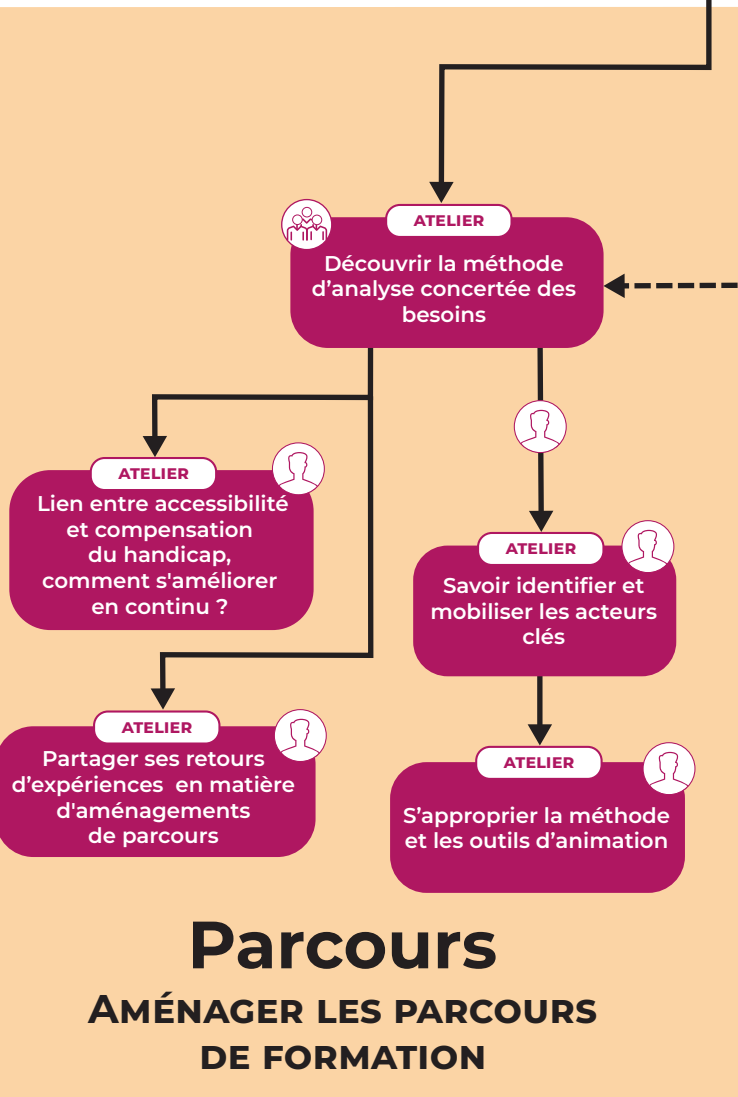 ATELIER
Découvrir la méthode
d’analyse concertée des
besoins
ATELIER
Lien entre accessibilité
et compensation
du handicap,
comment s'améliorer
en continu ?
ATELIER
Savoir identifier et
mobiliser les acteurs
clés
ATELIER
Partager ses retours
d’expériences en matière
d'aménagements
de parcours
ATELIER
S’approprier la méthode
et les outils d’animation
Parcours
AMÉNAGER LES PARCOURS
DE FORMATION